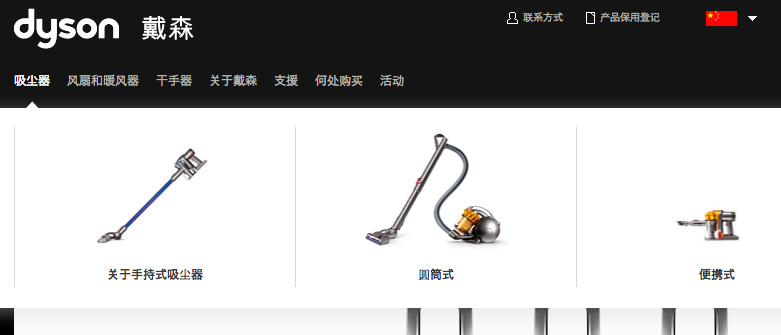 dyson 戴森
联系方式 产品保用登记
吸尘器 风扇和暖风器 干手器 关于戴森 支援 何处购买 活动
关于手持式吸尘器 圆筒式 便携式